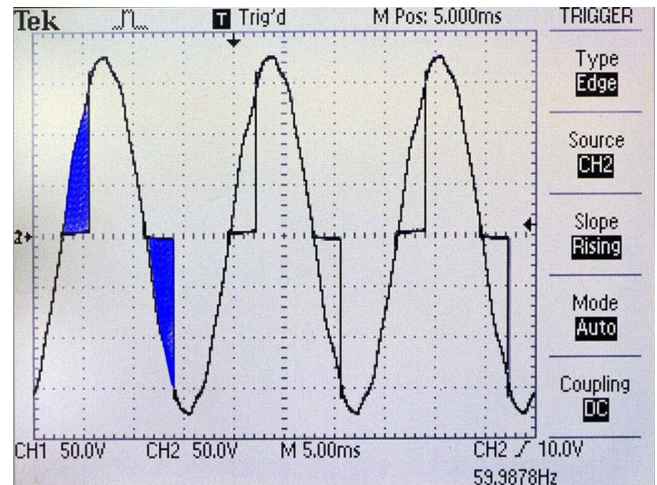 Tek T Trig'd M Pos: 5.000ms TRIGGER
Type
Edge
Source
CH2
Slope
Rising
Mode
Auto
Coupling
DC
2
CH1 50.0V CH2 50.0V M 5.00ms CH2 10.0V
59.9878Hz